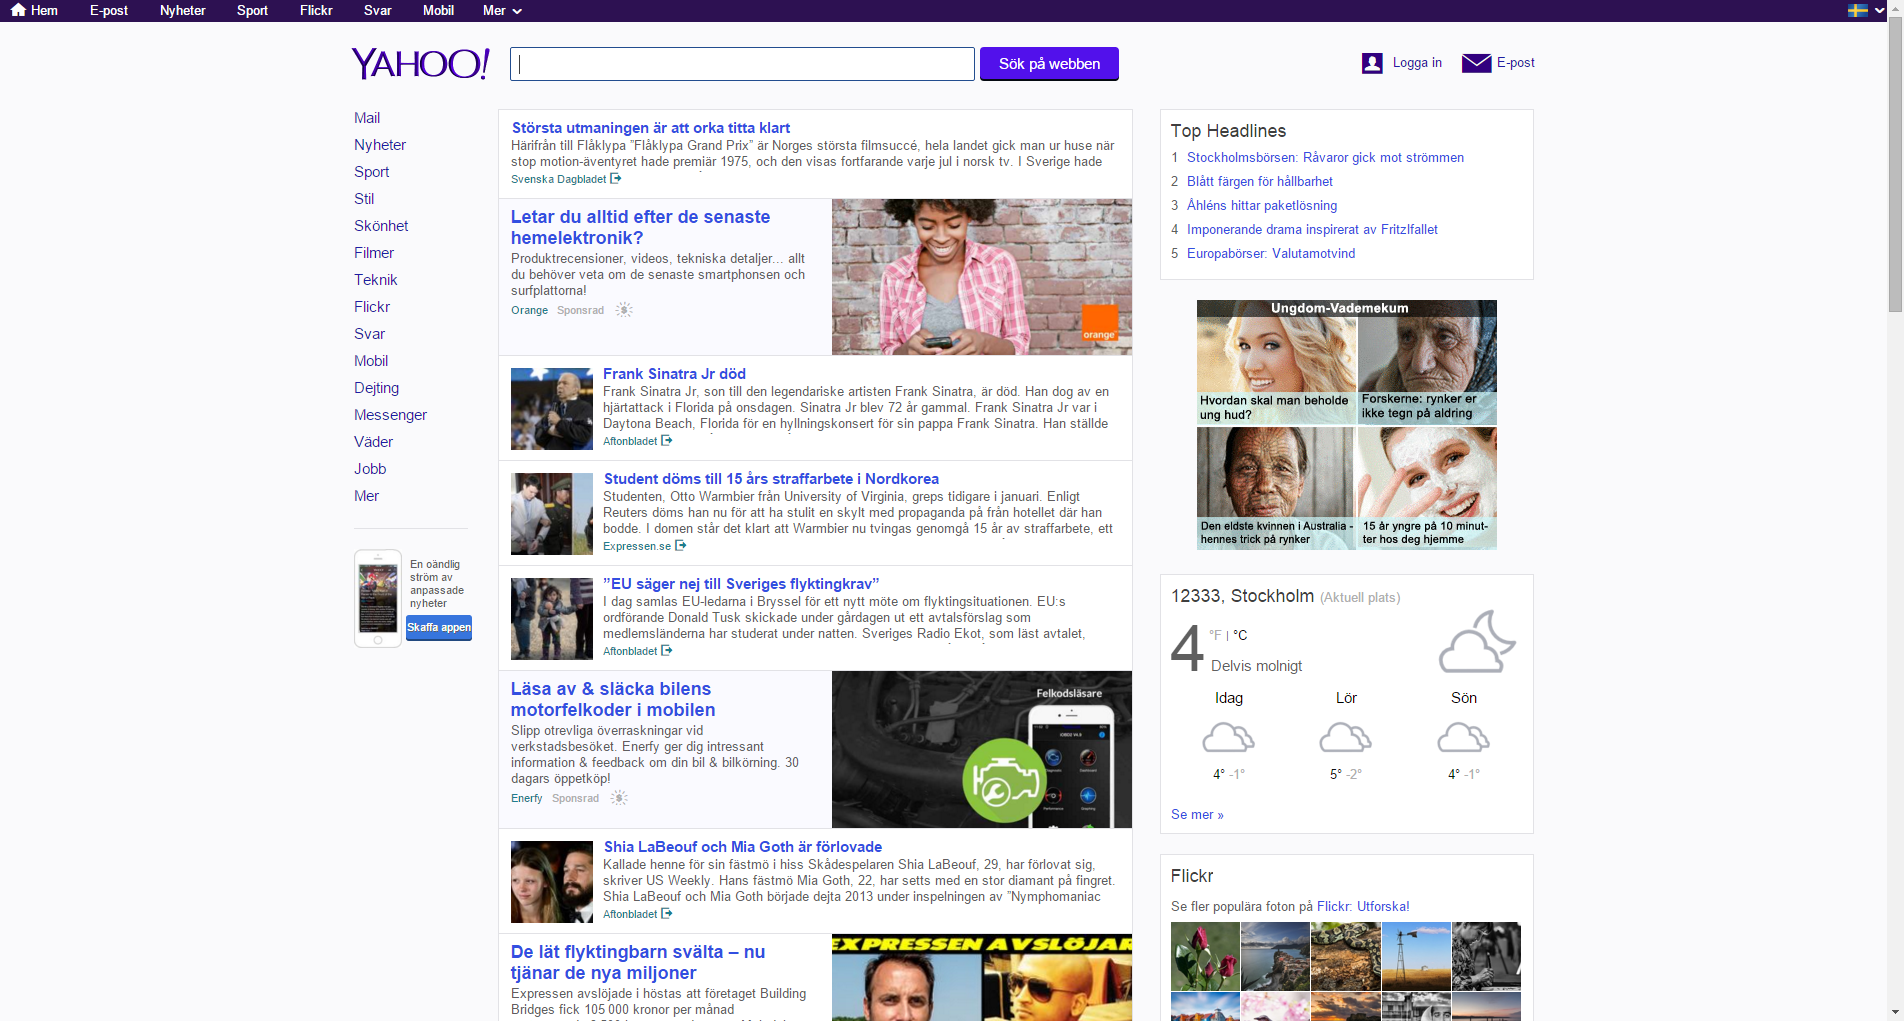 Hem E-post Nyheter Sport Flickr Svar Mobil Mer
YAHOO!
Sök på webben
Logga in E-post
Mail
Nyheter
Sport
Stil
Skönhet
Filmer
Teknik
Flickr
Svar
Mobil
Dejting
Messenger
Väder
Jobb
Mer
En oändlig
ström av
anpassade
nyheter
Skaffa appen
Största utmaningen är att orka titta klart
Härifrån till Flåklypa ”Flåklypa Grand Prix” är Norges största filmsuccé, hela landet gick man ur huse när
stop motion-äventyret hade premiär 1975, och den visas fortfarande varje jul i norsk tv. I Sverige hade
Svenska Dagbladet
Letar du alltid efter de senaste
hemelektronik?
Produktrecensioner, videos, tekniska detaljer... allt
du behöver veta om de senaste smartphonsen och
surfplattorna!
Orange Sponsrad
orange
Frank Sinatra Jr död
Frank Sinatra Jr, son till den legendariske artisten Frank Sinatra, är död. Han dog av en
hjärtattack i Florida på onsdagen. Sinatra Jr blev 72 år gammal. Frank Sinatra Jr var i
Daytona Beach, Florida för en hyllningskonsert för sin pappa Frank Sinatra. Han ställde
Aftonbladet
Student döms till 15 års straffarbete i Nordkorea
Studenten, Otto Warmbier från University of Virginia, greps tidigare i januari. Enligt
Reuters döms han nu för att ha stulit en skylt med propaganda på från hotellet där han
bodde. I domen står det klart att Warmbier nu tvingas genomgå 15 år av straffarbete, ett
Expressen.se
”EU säger nej till Sveriges flyktingkrav”
I dag samlas EU-ledarna i Bryssel för ett nytt möte om flyktingsituationen. EU:s
ordförande Donald Tusk skickade under gårdagen ut ett avtalsförslag som
medlemsländerna har studerat under natten. Sveriges Radio Ekot, som läst avtalet,
Aftonbladet
Läsa av & släcka bilens
motorfelkoder i mobilen
Slipp otrevliga överraskningar vid
verkstadsbesöket. Enerfy ger dig intressant
information & feedback om din bil & bilkörning. 30
dagars öppetköp!
Enerfy Sponsrad
Felkodsläsare
Shia LaBeouf och Mia Goth är förlovade
Kallade henne för sin fästmö i hiss Skådespelaren Shia LaBeouf, 29, har förlovat sig,
skriver US Weekly. Hans fästmö Mia Goth, 22, har setts med en stor diamant på fingret.
Shia LaBeouf och Mia Goth började dejta 2013 under inspelningen av ”Nymphomaniac
Aftonbladet
De lät flyktingbarn svälta – nu
tjänar de nya miljoner
Expressen avslöjade i höstas att företaget Building
Bridges fick 105 000 kronor per månad
EXPRESSEN AVSLÖJAR
Top Headlines
1 Stockholmsbörsen: Råvaror gick mot strömmen
2 Blått färgen för hållbarhet
3 Åhléns hittar paketlösning
4 Imponerande drama inspirerat av Fritzlfallet
5 Europabörser: Valutamotvind
Ungdom-Vademekum
Hvordan skal man beholde
ung hud?
Forskerne: rynker er
ikke tegn på aldring
Den eldste kvinnen i Australia -
hennes trick på rynker
15 år yngre på 10 minut-
ter hos deg hjemme
12333, Stockholm (Aktuell plats)
4 °F | °C
Delvis molnigt
Idag Lör Sön
4° -1° 5° -2° 4° -1°
Se mer »
Flickr
Se fler populära foton på Flickr: Utforska!